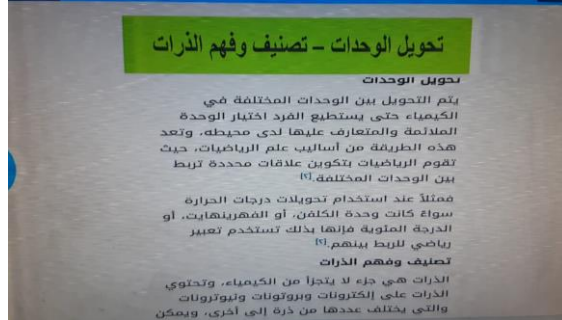 تحويل الوحدات – تصنيف وفهم الذرات
تحويل الوحدات
يتم التحويل بين الوحدات المختلفة في
الكيمياء حتى يستطيع الفرد اختيار الوحدة
الملائمة والمتعارف عليها لدى محيطه، وتعد
هذه الطريقة من أساليب علم الرياضيات، حيث
تقوم الرياضيات بتكوين علاقات محددة تربط
بين الوحدات المختلفة.[٢]
فمثلاً عند استخدام تحويلات درجات الحرارة
سواءً كانت وحدة الكلفن، أو الفهرينهايت، أو
الدرجة المئوية فإنها بذلك تستخدم تعبير
رياضي للربط بينهم.[٢]
تصنيف وفهم الذرات
الذرات هي جزء لا يتجزأ من الكيمياء، وتحتوي
الذرات على إلكترونات وبروتونات ونيوترونات
والتي يختلف عددها من ذرة إلى أخرى، ويمكن